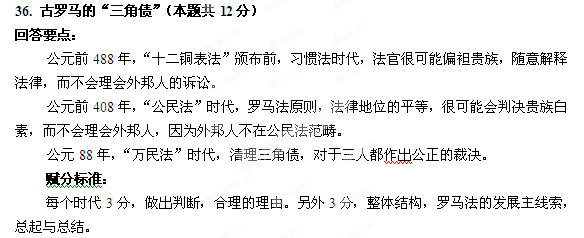 36. 古罗马的“三角债”（本题共 12 分）
回答要点：
公元前 488 年，“十二铜表法”颁布前，习惯法时代，法官很可能偏袒贵族，随意解释
法律，而不会理会外邦人的诉讼。
公元前 408 年，“公民法”时代，罗马法原则，法律地位的平等，很可能会判决贵族白
素，而不会理会外邦人，因为外邦人不在公民法范畴。
公元 88 年，“万民法”时代，清理三角债，对于三人都作出公正的裁决。
赋分标准：
每个时代 3 分，做出判断，合理的理由。另外 3 分，整体结构，罗马法的发展主线索，
总起与总结。